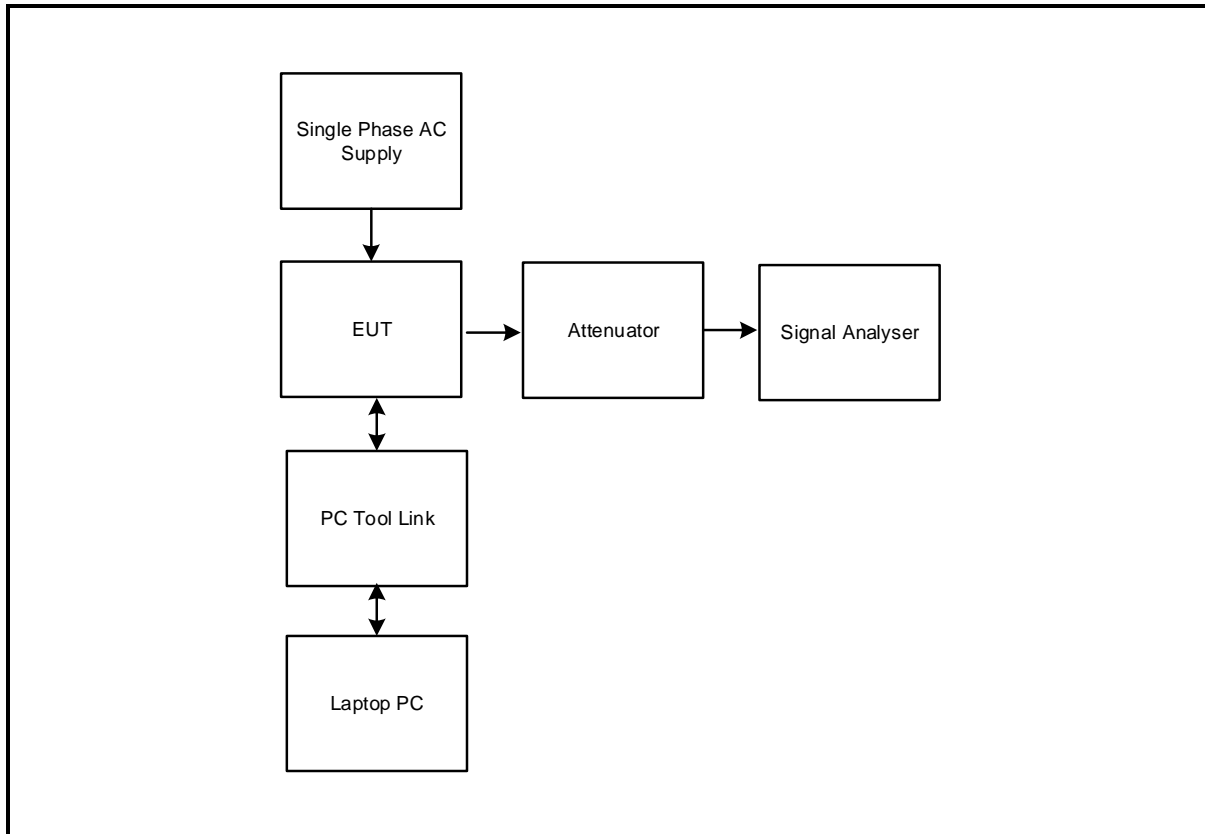 Single Phase AC
Supply
EUT
Attenuator
Signal Analyser
PC Tool Link
Laptop PC